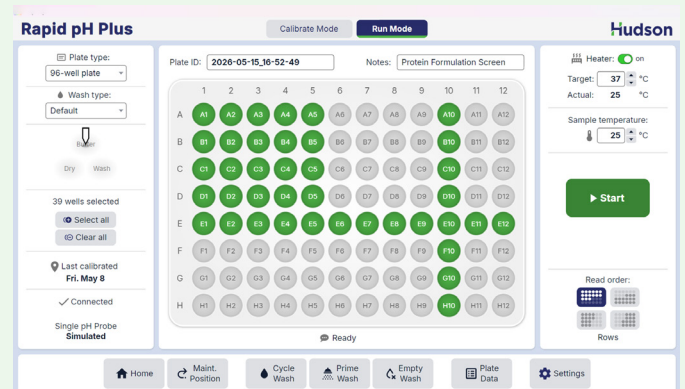 Rapid pH Plus
Calibrate Mode
Run Mode
Hudson
Plate type:
96-well plate
Wash type:
Default
Buffer
Dry Wash
39 wells selected
Select all
Clear all
Last calibrated
Fri. May 8
Connected
Single pH Probe
Simulated
Plate ID: 2026-05-15_16-52-49 Notes: Protein Formulation Screen
1 2 3 4 5 6 7 8 9 10 11 12
A A1 A2 A3 A4 A5 A6 A7 A8 A9 A10 A11 A12
B B1 B2 B3 B4 B5 B6 B7 B8 B9 B10 B11 B12
C C1 C2 C3 C4 C5 C6 C7 C8 C9 C10 C11 C12
D D1 D2 D3 D4 D5 D6 D7 D8 D9 D10 D11 D12
E E1 E2 E3 E4 E5 E6 E7 E8 E9 E10 E11 E12
F F1 F2 F3 F4 F5 F6 F7 F8 F9 F10 F11 F12
G G1 G2 G3 G4 G5 G6 G7 G8 G9 G10 G11 G12
H H1 H2 H3 H4 H5 H6 H7 H8 H9 H10 H11 H12
Ready
Heater: on
Target: 37 °C
Actual: 25 °C
Sample temperature:
25 °C
Start
Read order:
Rows
Home
Maint.
Position
Cycle
Wash
Prime
Wash
Empty
Wash
Plate
Data
Settings